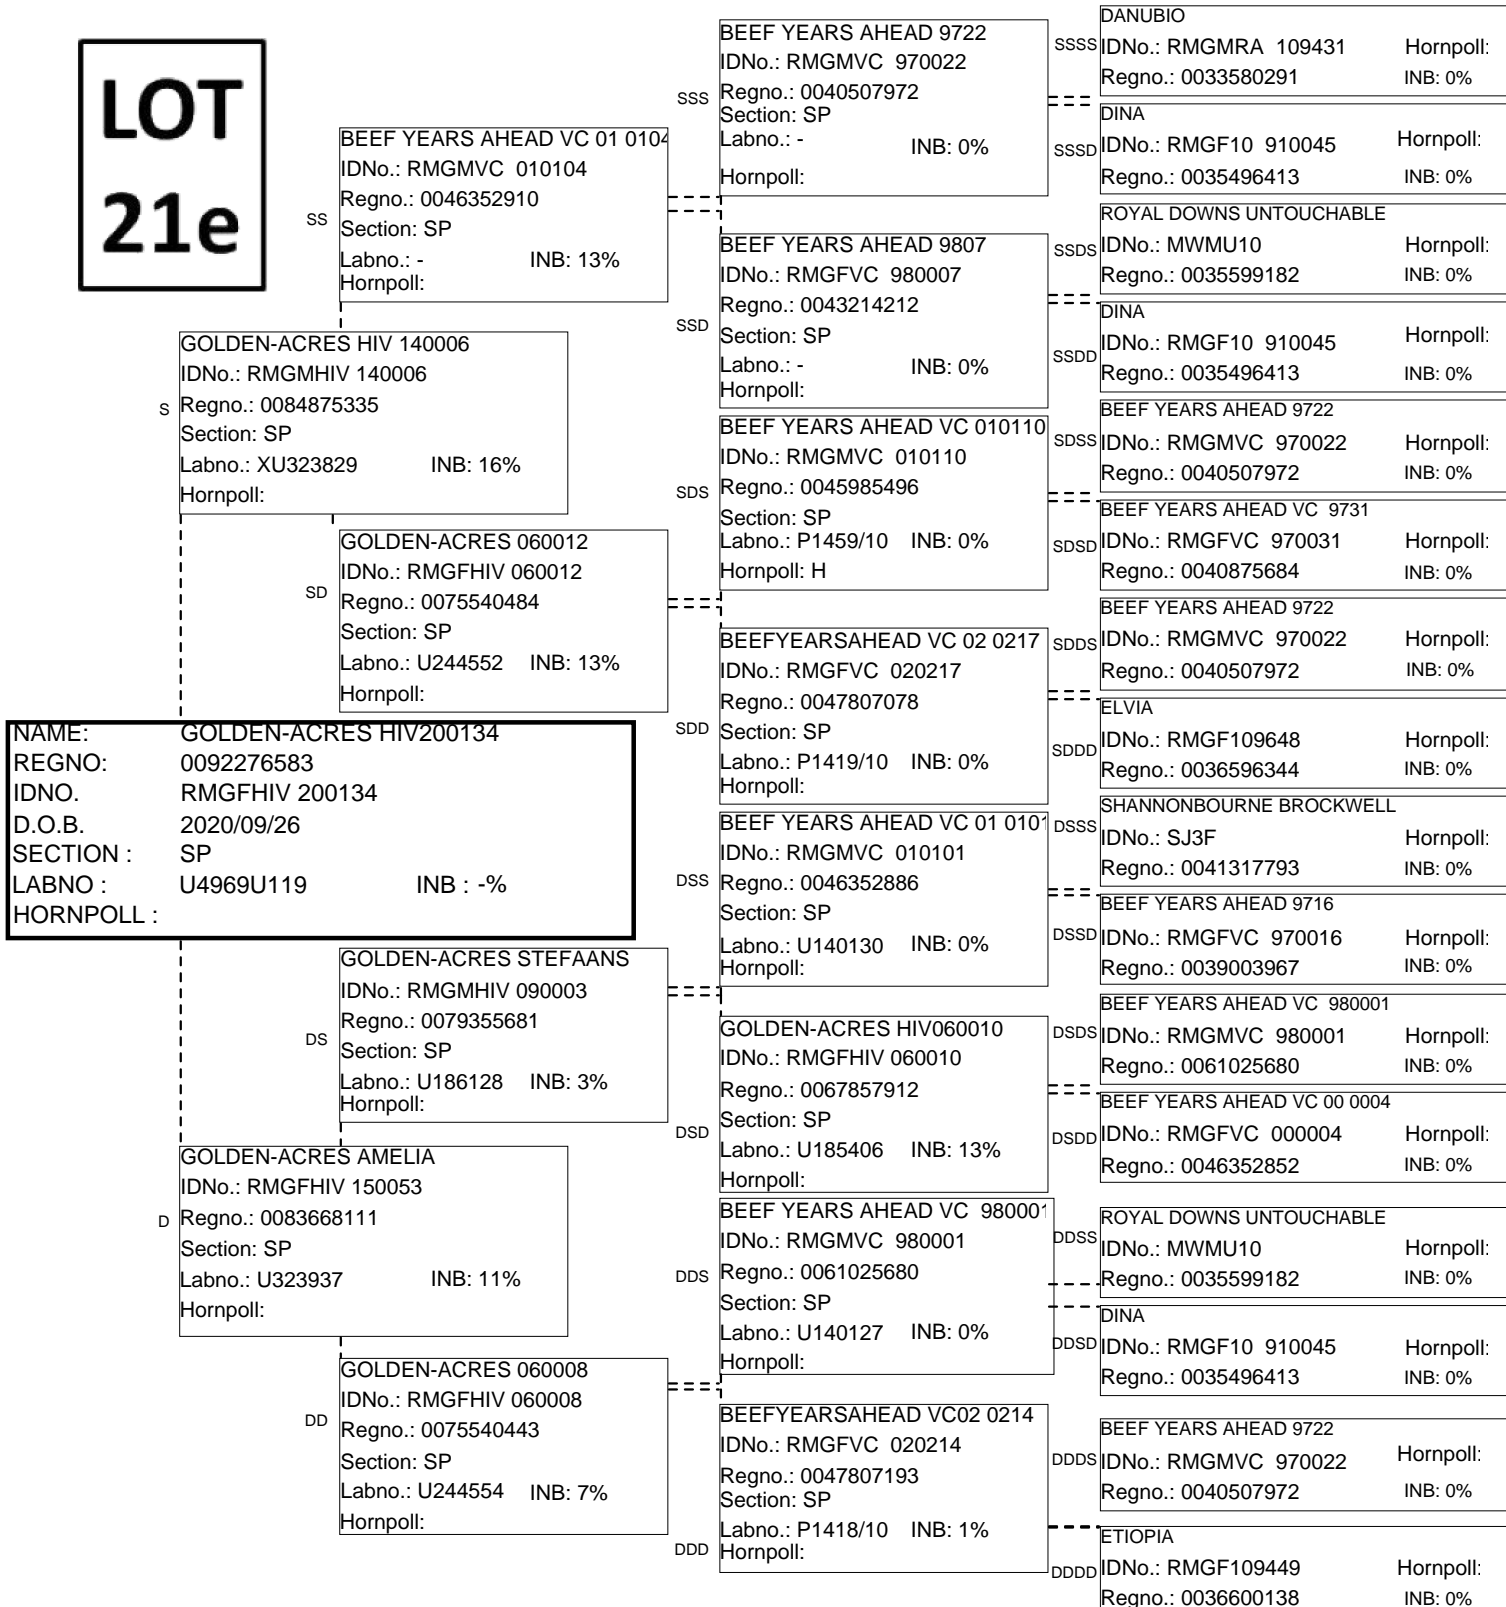 LOT
21e
S
GOLDEN-ACRES HIV 140006
IDNo.: RMGMHIV 140006
Regno.: 0084875335
Section: SP
Labno.: XU323829 INB: 16%
Hornpoll:
NAME: GOLDEN-ACRES HIV200134
REGNO: 0092276583
IDNO. RMGFHIV 200134
D.O.B. 2020/09/26
SECTION : SP
LABNO : U4969U119 INB : -%
HORNPOLL :
D
GOLDEN-ACRES AMELIA
IDNo.: RMGFHIV 150053
Regno.: 0083668111
Section: SP
Labno.: U323937 INB: 11%
Hornpoll:
SS
BEEF YEARS AHEAD VC 01 0104
IDNo.: RMGMVC 010104
Regno.: 0046352910
Section: SP
Labno.: - INB: 13%
Hornpoll:
SD
GOLDEN-ACRES 060012
IDNo.: RMGFHIV 060012
Regno.: 0075540484
Section: SP
Labno.: U244552 INB: 13%
Hornpoll:
DS
GOLDEN-ACRES STEFAANS
IDNo.: RMGMHIV 090003
Regno.: 0079355681
Section: SP
Labno.: U186128 INB: 3%
Hornpoll:
DD
GOLDEN-ACRES 060008
IDNo.: RMGFHIV 060008
Regno.: 0075540443
Section: SP
Labno.: U244554 INB: 7%
Hornpoll:
SSS
BEEF YEARS AHEAD 9722
IDNo.: RMGMVC 970022
Regno.: 0040507972
Section: SP
Labno.: - INB: 0%
Hornpoll:
SSD
BEEF YEARS AHEAD 9807
IDNo.: RMGFVC 980007
Regno.: 0043214212
Section: SP
Labno.: - INB: 0%
Hornpoll:
SDS
BEEF YEARS AHEAD VC 010110
IDNo.: RMGMVC 010110
Regno.: 0045985496
Section: SP
Labno.: P1459/10 INB: 0%
Hornpoll: H
SDD
BEEFYEARSAHEAD VC 02 0217
IDNo.: RMGFVC 020217
Regno.: 0047807078
Section: SP
Labno.: P1419/10 INB: 0%
Hornpoll:
DSS
BEEF YEARS AHEAD VC 01 0101
IDNo.: RMGMVC 010101
Regno.: 0046352886
Section: SP
Labno.: U140130 INB: 0%
Hornpoll:
DSD
GOLDEN-ACRES HIV060010
IDNo.: RMGFHIV 060010
Regno.: 0067857912
Section: SP
Labno.: U185406 INB: 13%
Hornpoll:
DDS
BEEF YEARS AHEAD VC 980001
IDNo.: RMGMVC 980001
Regno.: 0061025680
Section: SP
Labno.: U140127 INB: 0%
Hornpoll:
DDD
BEEFYEARSAHEAD VC02 0214
IDNo.: RMGFVC 020214
Regno.: 0047807193
Section: SP
Labno.: P1418/10 INB: 1%
Hornpoll:
SSSS
DANUBIO
IDNo.: RMGMRA 109431 Hornpoll:
Regno.: 0033580291 INB: 0%
SSSD
DINA
IDNo.: RMGF10 910045 Hornpoll:
Regno.: 0035496413 INB: 0%
SSDS
ROYAL DOWNS UNTOUCHABLE
IDNo.: MWMU10 Hornpoll:
Regno.: 0035599182 INB: 0%
SSDD
DINA
IDNo.: RMGF10 910045 Hornpoll:
Regno.: 0035496413 INB: 0%
SDSS
BEEF YEARS AHEAD 9722
IDNo.: RMGMVC 970022 Hornpoll:
Regno.: 0040507972 INB: 0%
SDSD
BEEF YEARS AHEAD VC 9731
IDNo.: RMGFVC 970031 Hornpoll:
Regno.: 0040875684 INB: 0%
SDDS
BEEF YEARS AHEAD 9722
IDNo.: RMGMVC 970022 Hornpoll:
Regno.: 0040507972 INB: 0%
SDDD
ELVIA
IDNo.: RMGF109648 Hornpoll:
Regno.: 0036596344 INB: 0%
DSSS
SHANNONBOURNE BROCKWELL
IDNo.: SJ3F Hornpoll:
Regno.: 0041317793 INB: 0%
DSSD
BEEF YEARS AHEAD 9716
IDNo.: RMGFVC 970016 Hornpoll:
Regno.: 0039003967 INB: 0%
DSDS
BEEF YEARS AHEAD VC 980001
IDNo.: RMGMVC 980001 Hornpoll:
Regno.: 0061025680 INB: 0%
DSDD
BEEF YEARS AHEAD VC 00 0004
IDNo.: RMGFVC 000004 Hornpoll:
Regno.: 0046352852 INB: 0%
DDSS
ROYAL DOWNS UNTOUCHABLE
IDNo.: MWMU10 Hornpoll:
Regno.: 0035599182 INB: 0%
DDSD
DINA
IDNo.: RMGF10 910045 Hornpoll:
Regno.: 0035496413 INB: 0%
DDDS
BEEF YEARS AHEAD 9722
IDNo.: RMGMVC 970022 Hornpoll:
Regno.: 0040507972 INB: 0%
DDDD
ETIOPIA
IDNo.: RMGF109449 Hornpoll:
Regno.: 0036600138 INB: 0%